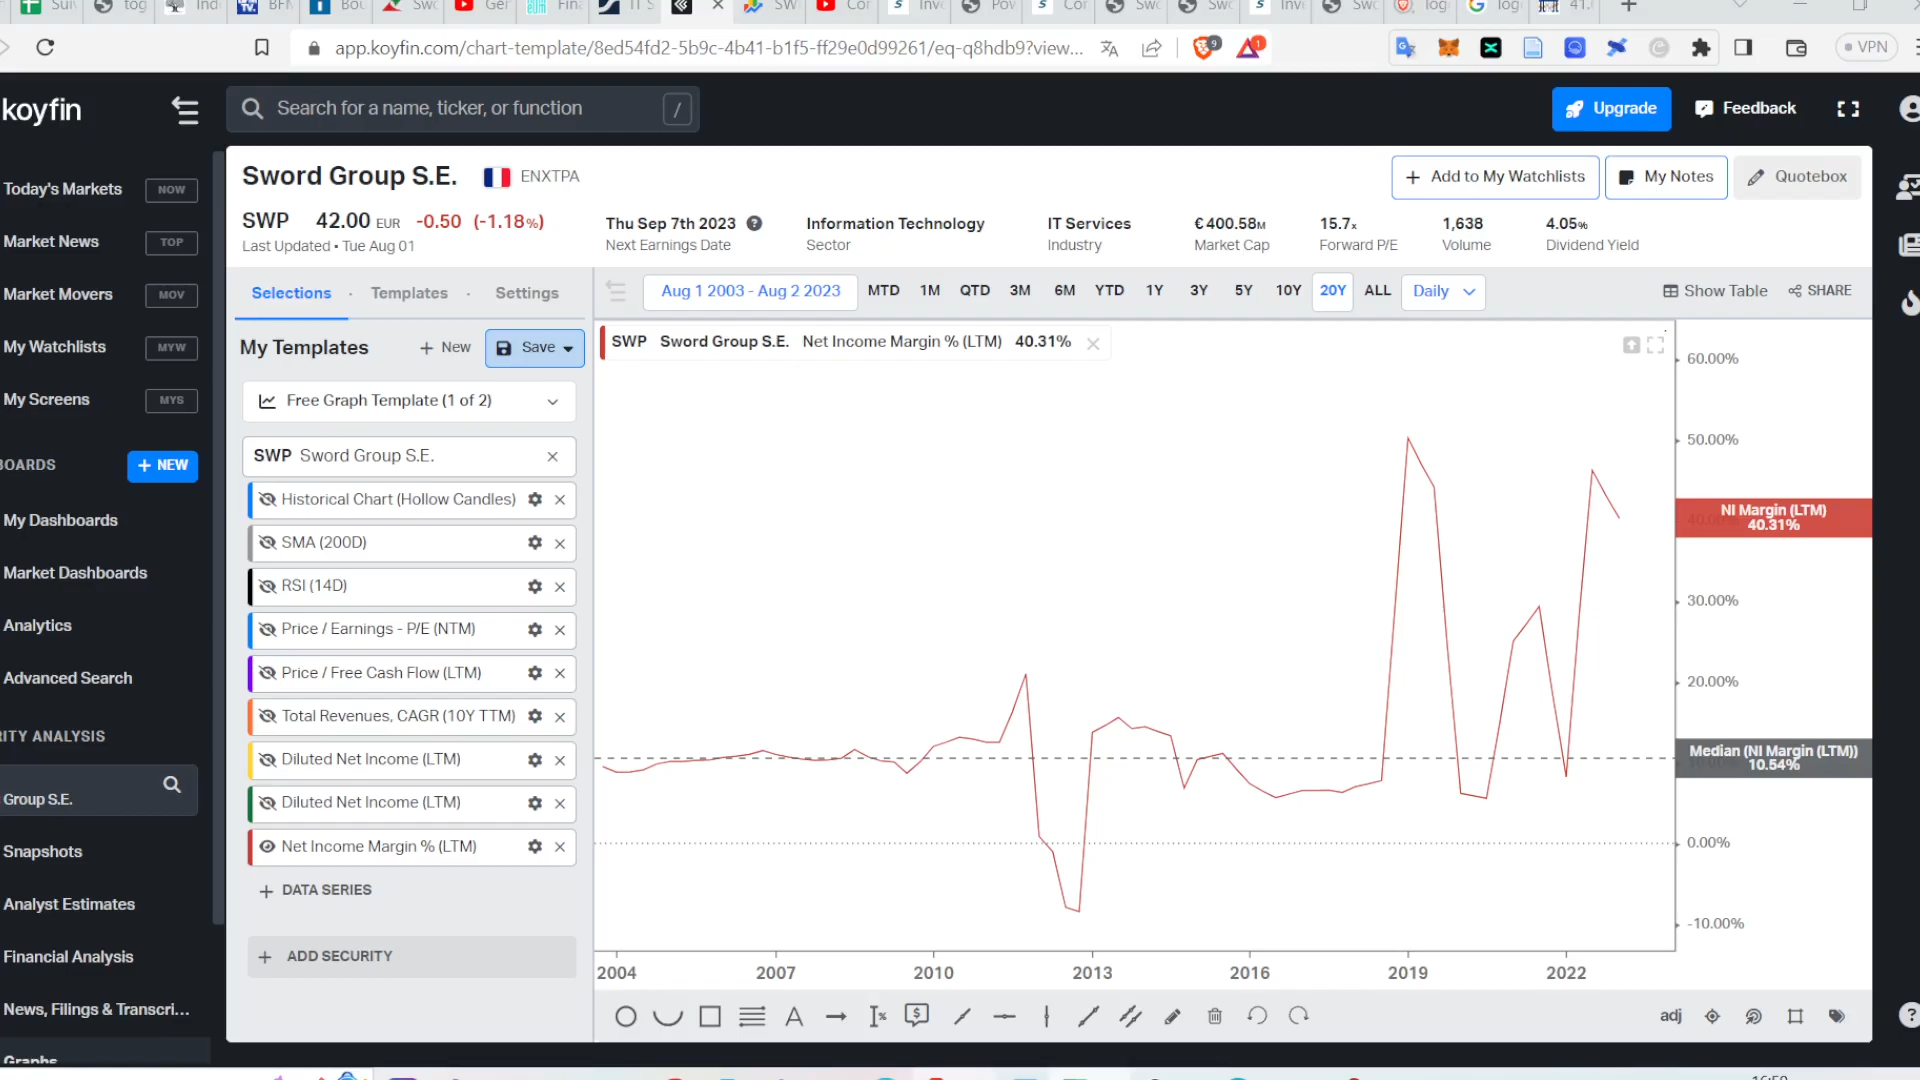 app.koyfin.com/chart-template/8ed54fd2-5b9c-4b41-b1f5-ff29e0d99261/eq-q8hdb9?view...
9
1
VPN
koyfin
Search for a name, ticker, or function
/
Upgrade
Feedback
Today's Markets NOW
Market News TOP
Market Movers MOV
My Watchlists MYW
My Screens MYS
BOARDS
+ NEW
My Dashboards
Market Dashboards
Analytics
Advanced Search
RITY ANALYSIS
Group S.E.
Snapshots
Analyst Estimates
Financial Analysis
News, Filings & Transcri...
Graphs
Sword Group S.E. ENXTPA
+ Add to My Watchlists
My Notes
Quotebox
SWP 42.00 EUR -0.50 (-1.18%)
Last Updated • Tue Aug 01
Thu Sep 7th 2023
Next Earnings Date
Information Technology
Sector
IT Services
Industry
€400.58M
Market Cap
15.7x
Forward P/E
1,638
Volume
4.05%
Dividend Yield
Selections · Templates · Settings
Aug 1 2003 - Aug 2 2023
MTD 1M QTD 3M 6M YTD 1Y 3Y 5Y 10Y 20Y ALL
Daily
Show Table
SHARE
My Templates
+ New
Save
Free Graph Template (1 of 2)
SWP Sword Group S.E.
Historical Chart (Hollow Candles)
SMA (200D)
RSI (14D)
Price / Earnings - P/E (NTM)
Price / Free Cash Flow (LTM)
Total Revenues, CAGR (10Y TTM)
Diluted Net Income (LTM)
Diluted Net Income (LTM)
Net Income Margin % (LTM)
+ DATA SERIES
+ ADD SECURITY
SWP Sword Group S.E. Net Income Margin % (LTM) 40.31%
60.00%
50.00%
NI Margin (LTM)
40.31%
30.00%
20.00%
Median (NI Margin (LTM))
10.54%
0.00%
-10.00%
2004 2007 2010 2013 2016 2019 2022
adj